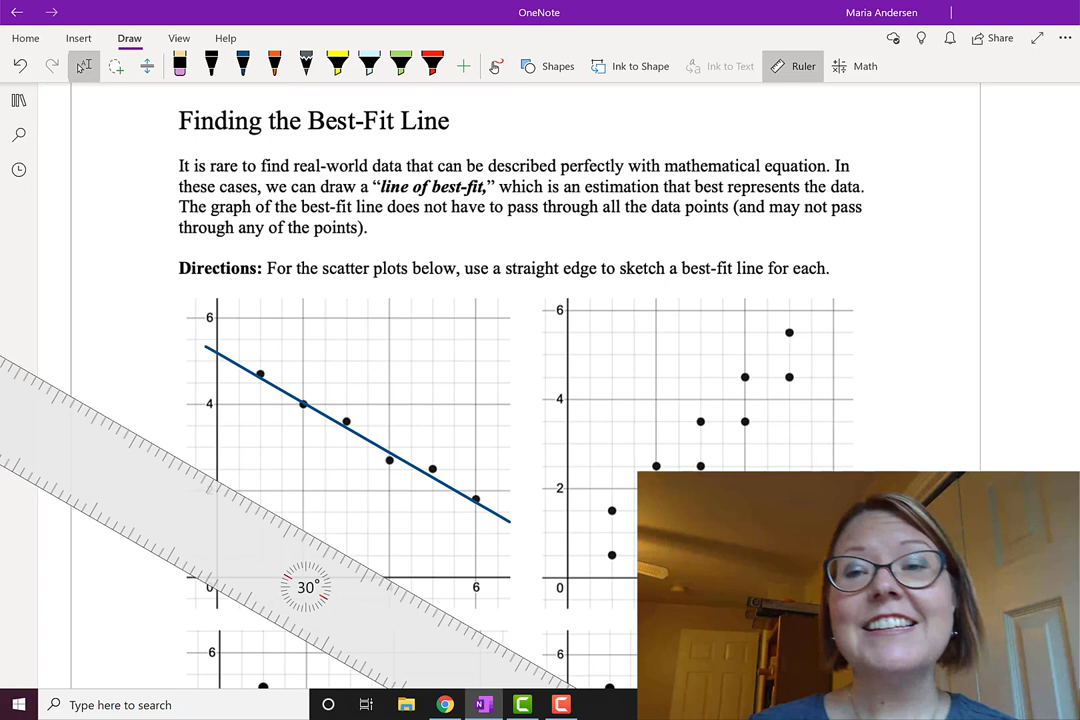 OneNote
Maria Andersen
Home Insert Draw View Help
Share
Shapes Ink to Shape Ink to Text Ruler Math
Finding the Best-Fit Line
It is rare to find real-world data that can be described perfectly with mathematical equation. In
these cases, we can draw a “line of best-fit,” which is an estimation that best represents the data.
The graph of the best-fit line does not have to pass through all the data points (and may not pass
through any of the points).
Directions: For the scatter plots below, use a straight edge to sketch a best-fit line for each.
6
4
0
6
6
4
2
0
30°
6
6
Type here to search